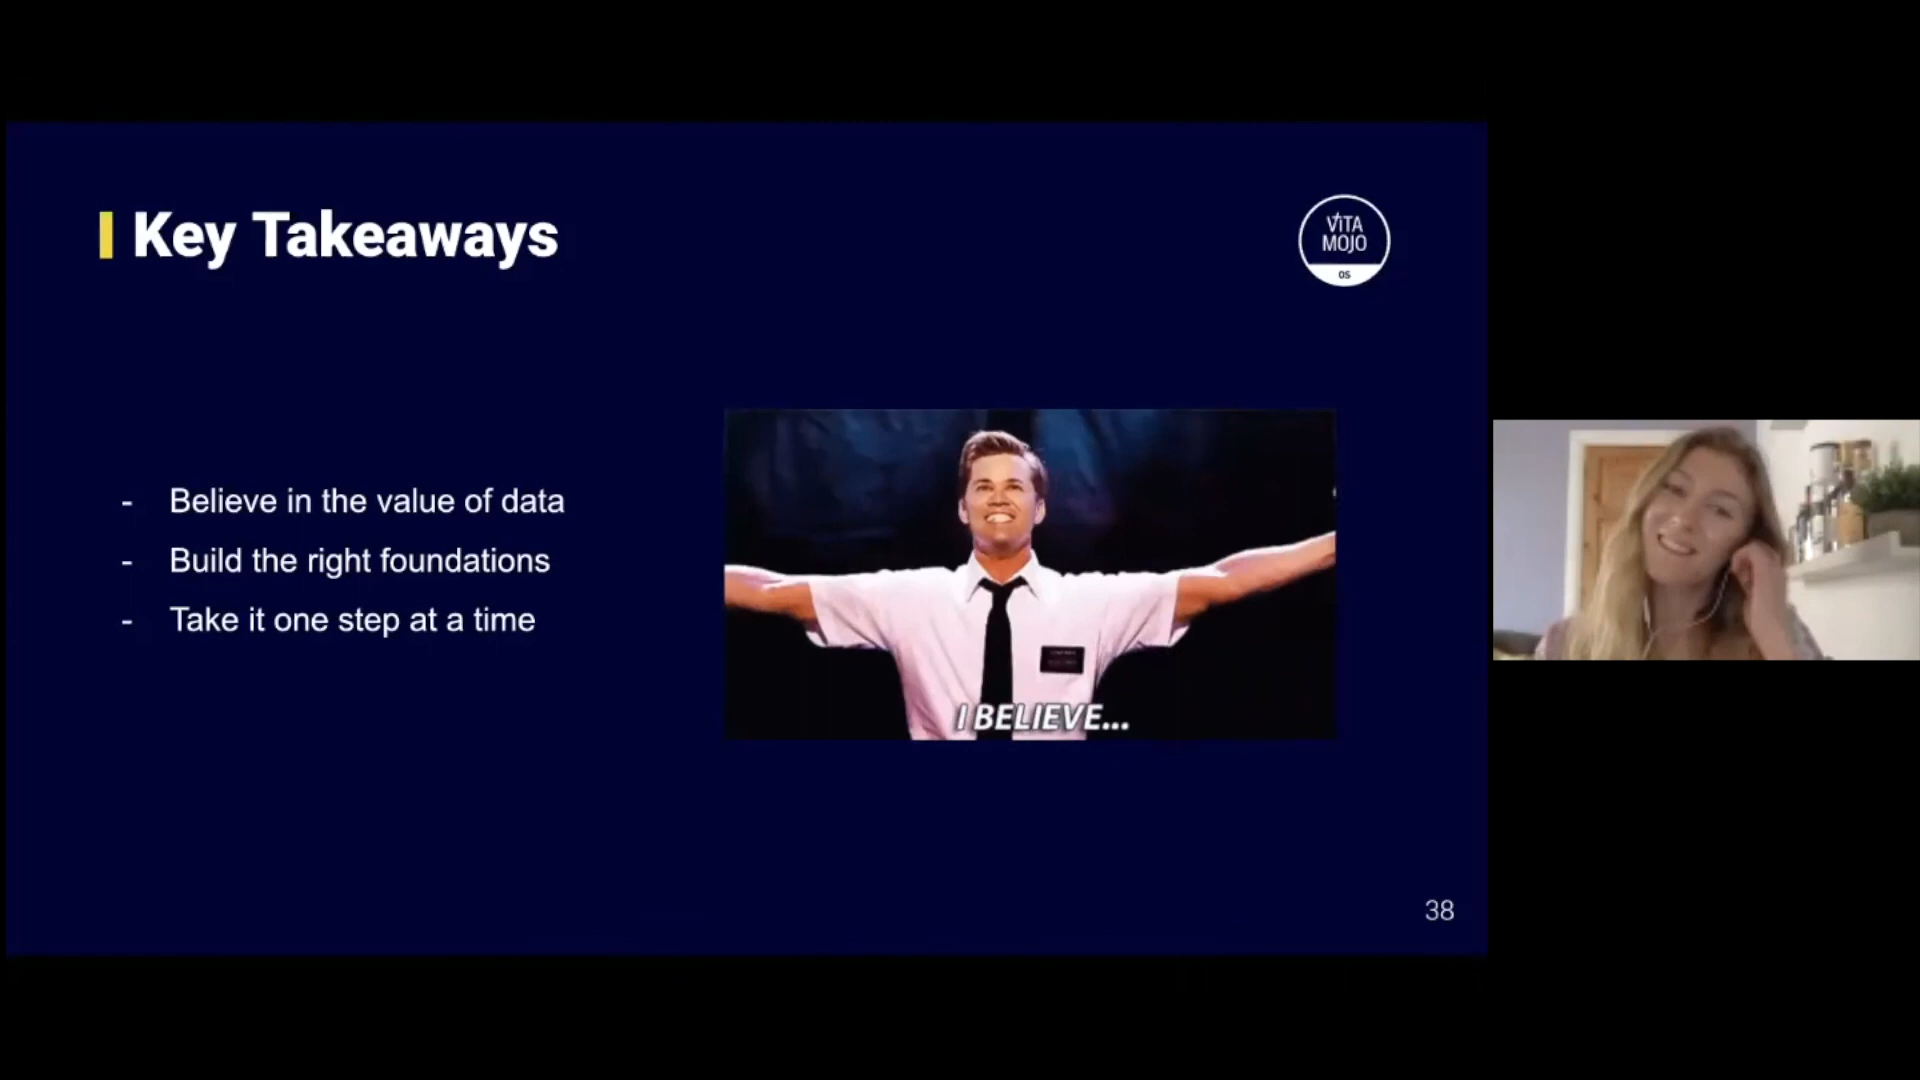 Key Takeaways
VITA
MOJO
OS
- Believe in the value of data
- Build the right foundations
- Take it one step at a time
I BELIEVE...
38